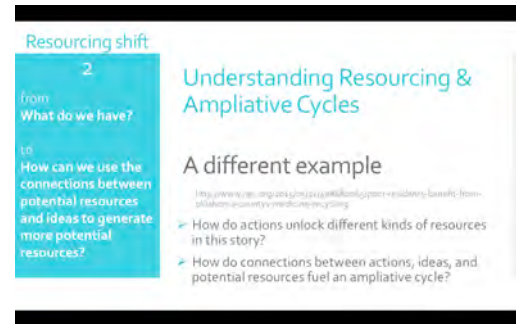 Resourcing shift
2
from
What do we have?
to
How can we use the
connections between
potential resources
and ideas to generate
more potential
resources?
Understanding Resourcing &
Ampliative Cycles
A different example
➢ How do actions unlock different kinds of resources
in this story?
➢ How do connections between actions, ideas, and
potential resources fuel an ampliative cycle?